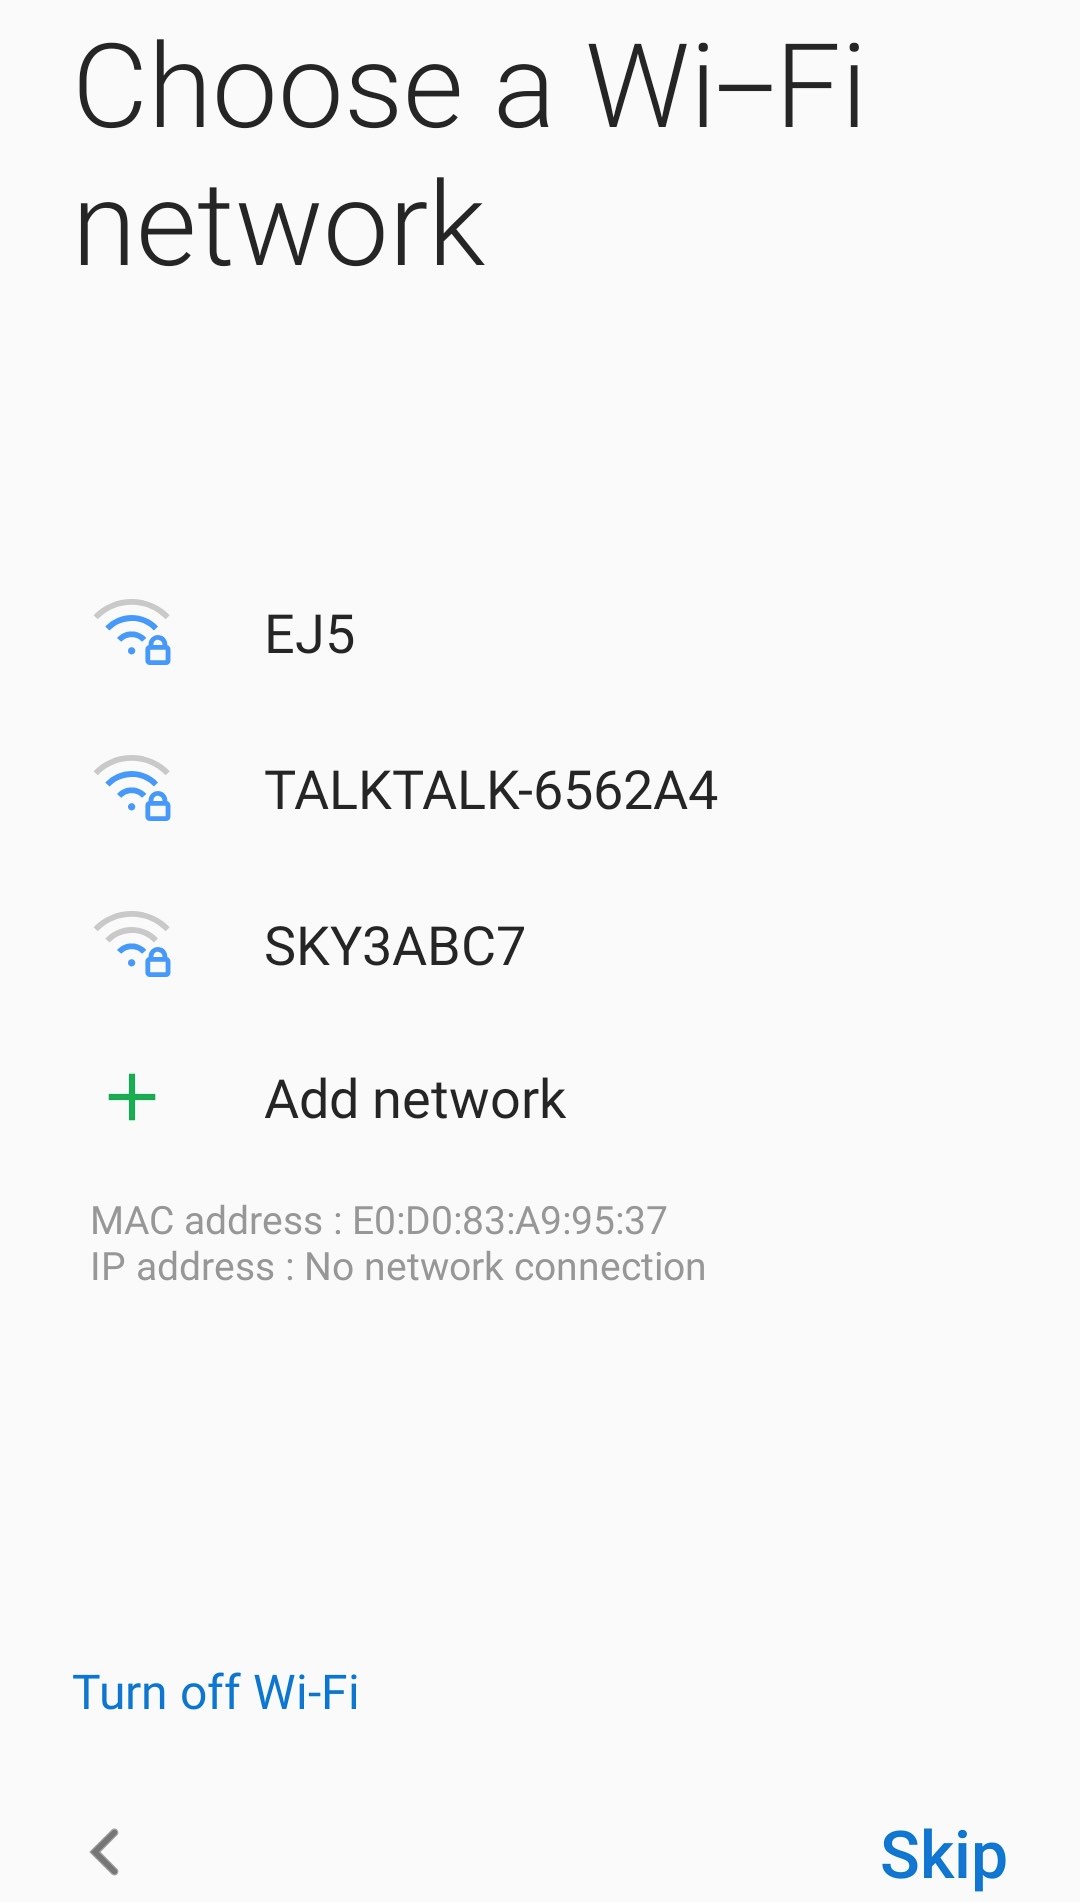 Choose a Wi-Fi
network
EJ5
TALKTALK-6562A4
SKY3ABC7
Add network
MAC address : E0:D0:83:A9:95:37
IP address : No network connection
Turn off Wi-Fi
Skip